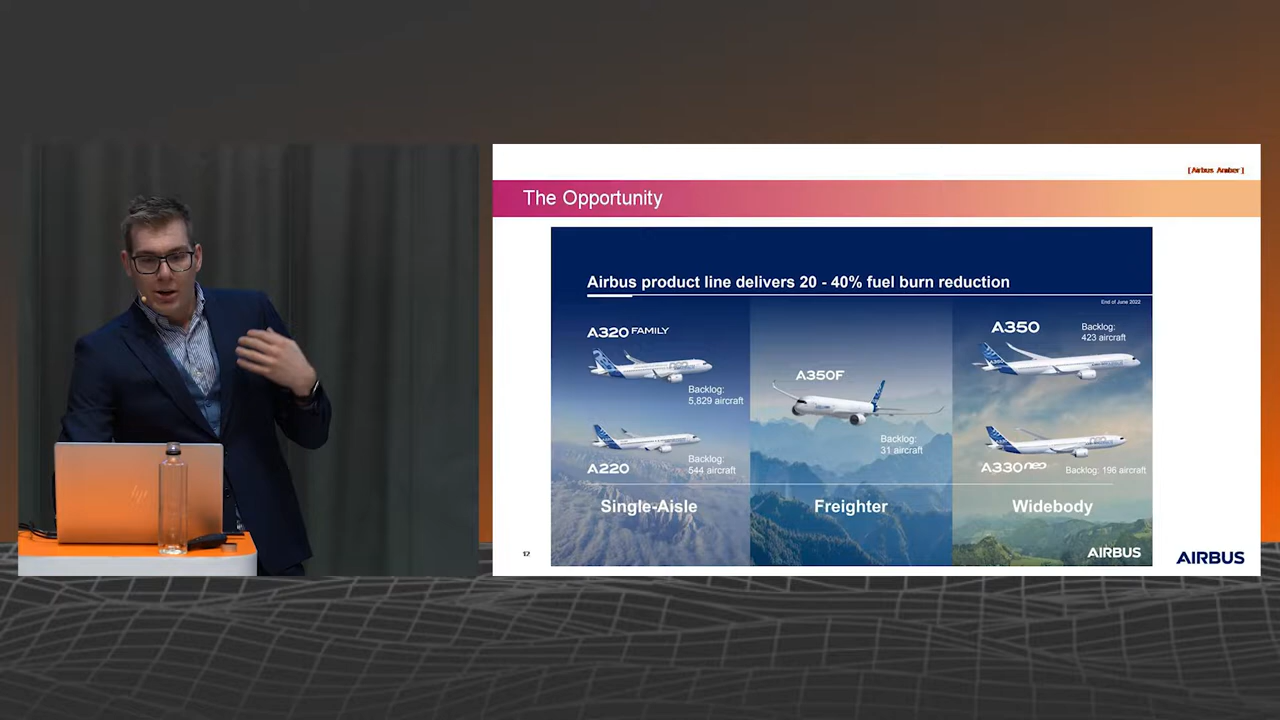 [Airbus Amber]
The Opportunity
Airbus product line delivers 20 - 40% fuel burn reduction
End of June 2022
A320 FAMILY
Backlog:
5,829 aircraft
A220
Backlog:
544 aircraft
Single-Aisle
A350F
Backlog:
31 aircraft
Freighter
A350
Backlog:
423 aircraft
A330neo
Backlog: 196 aircraft
Widebody
AIRBUS
12
AIRBUS
hp